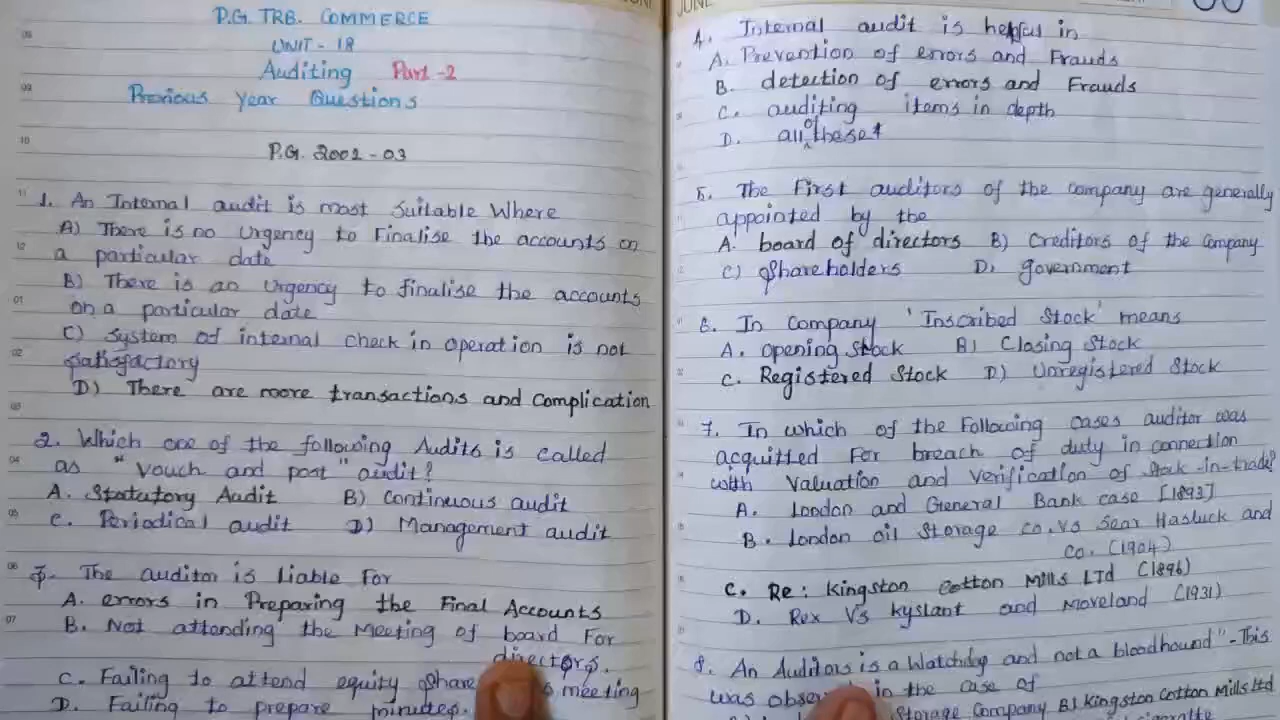 P.G. TRB. COMMERCE
UNIT - 18
Auditing Part-2
Previous year Questions
P.G. 2002 - 03
1. An Internal audit is most suitable Where
A) There is no Urgency to Finalise the accounts on
a particular date
B) There is an Urgency to finalise the accounts
on a particular date
C) System of internal check in operation is not
satisfactory
D) There are more transactions and complication
2. Which one of the following Audits is called
as "vouch and post" audit?
A. Statutory Audit B) continuous audit
C. Periodical audit D) Management audit
3. The auditor is liable For
A. errors in Preparing the Final Accounts
B. Not attending the Meeting of board For
directors.
C. Failing to attend equity Share meeting
D. Failing to prepare minutes.
JUNE
4. Internal audit is helpful in
A. Prevention of errors and Frauds
B. detection of errors and Frauds
C. auditing items in depth
D. all of these
5. The First auditors of the company are generally
appointed by the
A. board of directors B) Creditors of the Company
C) Shareholders D. government
6. In Company 'Inscribed Stock' means
A. opening stock B) Closing Stock
C. Registered Stock D) Unregistered Stock
7. In which of the Following cases auditor was
acquitted For breach of duty in connection
with Valuation and verification of Stock-in-trade?
A. London and General Bank case [1893]
B. London oil Storage co. Vs Sear Hasluck and
co. (1904)
C. Re: Kingston Cotton Mills LTD (1896)
D. Rex Vs kyslant and Moreland (1931)
8. An Auditor is a Watchdog and not a bloodhound" - This
was in the case of
Storage Company B) Kingston Cotton Mills ltd